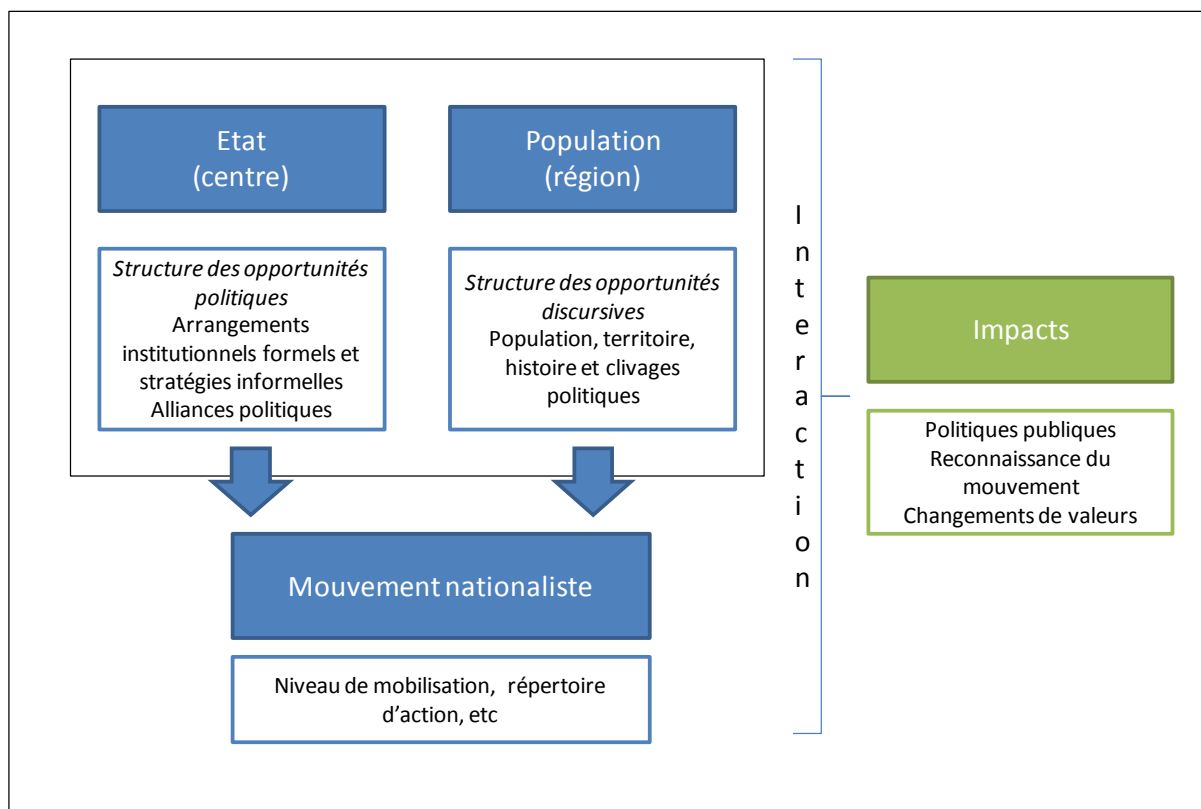 Etat
(centre)
Population
(région)
Structure des opportunités
politiques
Arrangements
institutionnels formels et
stratégies informelles
Alliances politiques
Structure des opportunités
discursives
Population, territoire,
histoire et clivages
politiques
Mouvement nationaliste
Niveau de mobilisation, répertoire
d'action, etc
Interaction
Impacts
Politiques publiques
Reconnaissance du
mouvement
Changements de valeurs